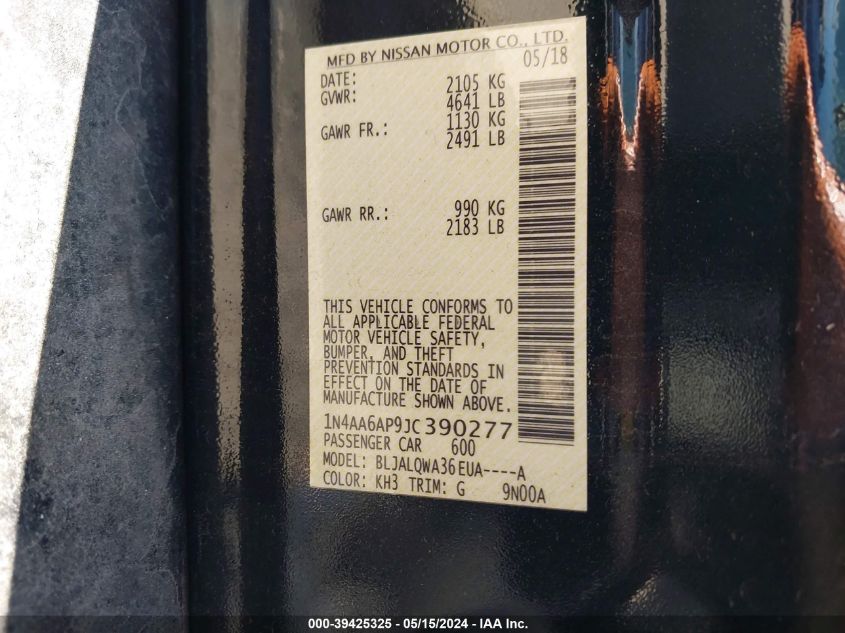 MFD BY NISSAN MOTOR CO., LTD.
DATE: 05/18
GVWR: 2105 KG
4641 LB
GAWR FR.: 1130 KG
2491 LB
GAWR RR.: 990 KG
2183 LB
THIS VEHICLE CONFORMS TO
ALL APPLICABLE FEDERAL
MOTOR VEHICLE SAFETY,
BUMPER, AND THEFT
PREVENTION STANDARDS IN
EFFECT ON THE DATE OF
MANUFACTURE SHOWN ABOVE.
1N4AA6AP9JC390277
PASSENGER CAR 600
MODEL: BLJALQWA36EUA----A
COLOR: KH3 TRIM: G 9N00A
000-39425325 - 05/15/2024 - IAA Inc.